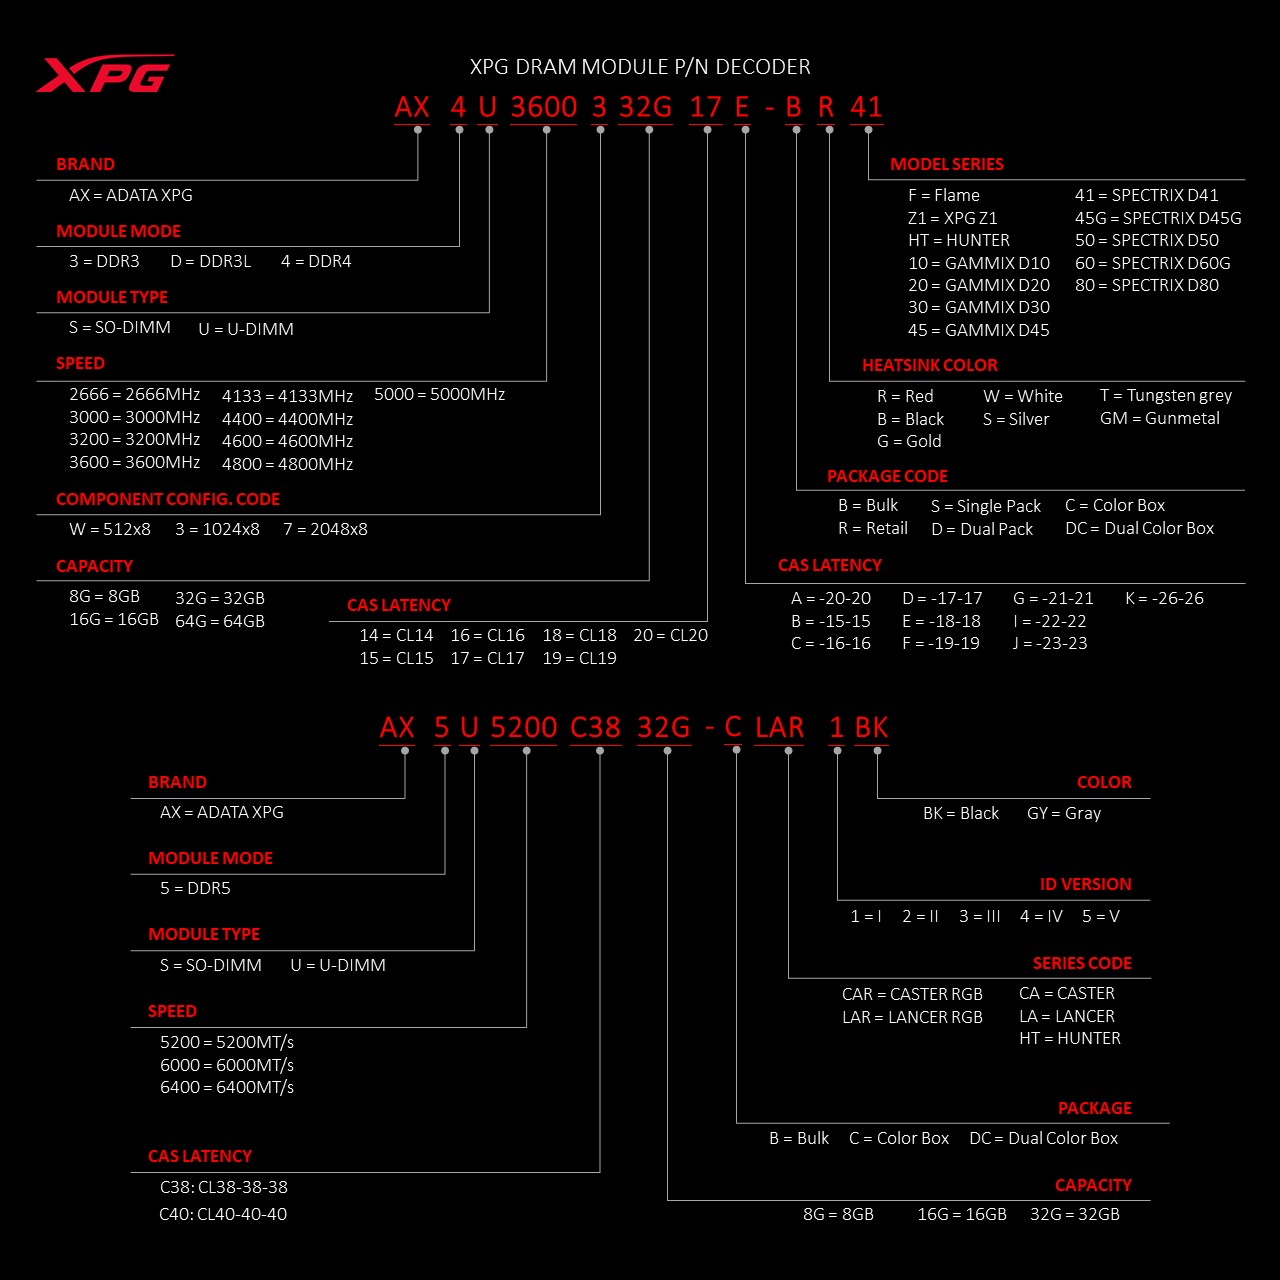 XPG
XPG DRAM MODULE P/N DECODER
AX 4 U 3600 3 32G 17 E - B R 41
BRAND
AX = ADATA XPG
MODULE MODE
3 = DDR3 D = DDR3L 4 = DDR4
MODULE TYPE
S = SO-DIMM U = U-DIMM
SPEED
2666 = 2666MHz 4133 = 4133MHz 5000 = 5000MHz
3000 = 3000MHz 4400 = 4400MHz
3200 = 3200MHz 4600 = 4600MHz
3600 = 3600MHz 4800 = 4800MHz
COMPONENT CONFIG. CODE
W = 512x8 3 = 1024x8 7 = 2048x8
CAPACITY
8G = 8GB 32G = 32GB
16G = 16GB 64G = 64GB
CAS LATENCY
14 = CL14 16 = CL16 18 = CL18 20 = CL20
15 = CL15 17 = CL17 19 = CL19
MODEL SERIES
F = Flame 41 = SPECTRIX D41
Z1 = XPG Z1 45G = SPECTRIX D45G
HT = HUNTER 50 = SPECTRIX D50
10 = GAMMIX D10 60 = SPECTRIX D60G
20 = GAMMIX D20 80 = SPECTRIX D80
30 = GAMMIX D30
45 = GAMMIX D45
HEATSINK COLOR
R = Red W = White T = Tungsten grey
B = Black S = Silver GM = Gunmetal
G = Gold
PACKAGE CODE
B = Bulk S = Single Pack C = Color Box
R = Retail D = Dual Pack DC = Dual Color Box
CAS LATENCY
A = -20-20 D = -17-17 G = -21-21 K = -26-26
B = -15-15 E = -18-18 I = -22-22
C = -16-16 F = -19-19 J = -23-23
AX 5 U 5200 C38 32G - C LAR 1 BK
BRAND
AX = ADATA XPG
MODULE MODE
5 = DDR5
MODULE TYPE
S = SO-DIMM U = U-DIMM
SPEED
5200 = 5200MT/s
6000 = 6000MT/s
6400 = 6400MT/s
CAS LATENCY
C38: CL38-38-38
C40: CL40-40-40
COLOR
BK = Black GY = Gray
ID VERSION
1 = I 2 = II 3 = III 4 = IV 5 = V
SERIES CODE
CAR = CASTER RGB CA = CASTER
LAR = LANCER RGB LA = LANCER
HT = HUNTER
PACKAGE
B = Bulk C = Color Box DC = Dual Color Box
CAPACITY
8G = 8GB 16G = 16GB 32G = 32GB